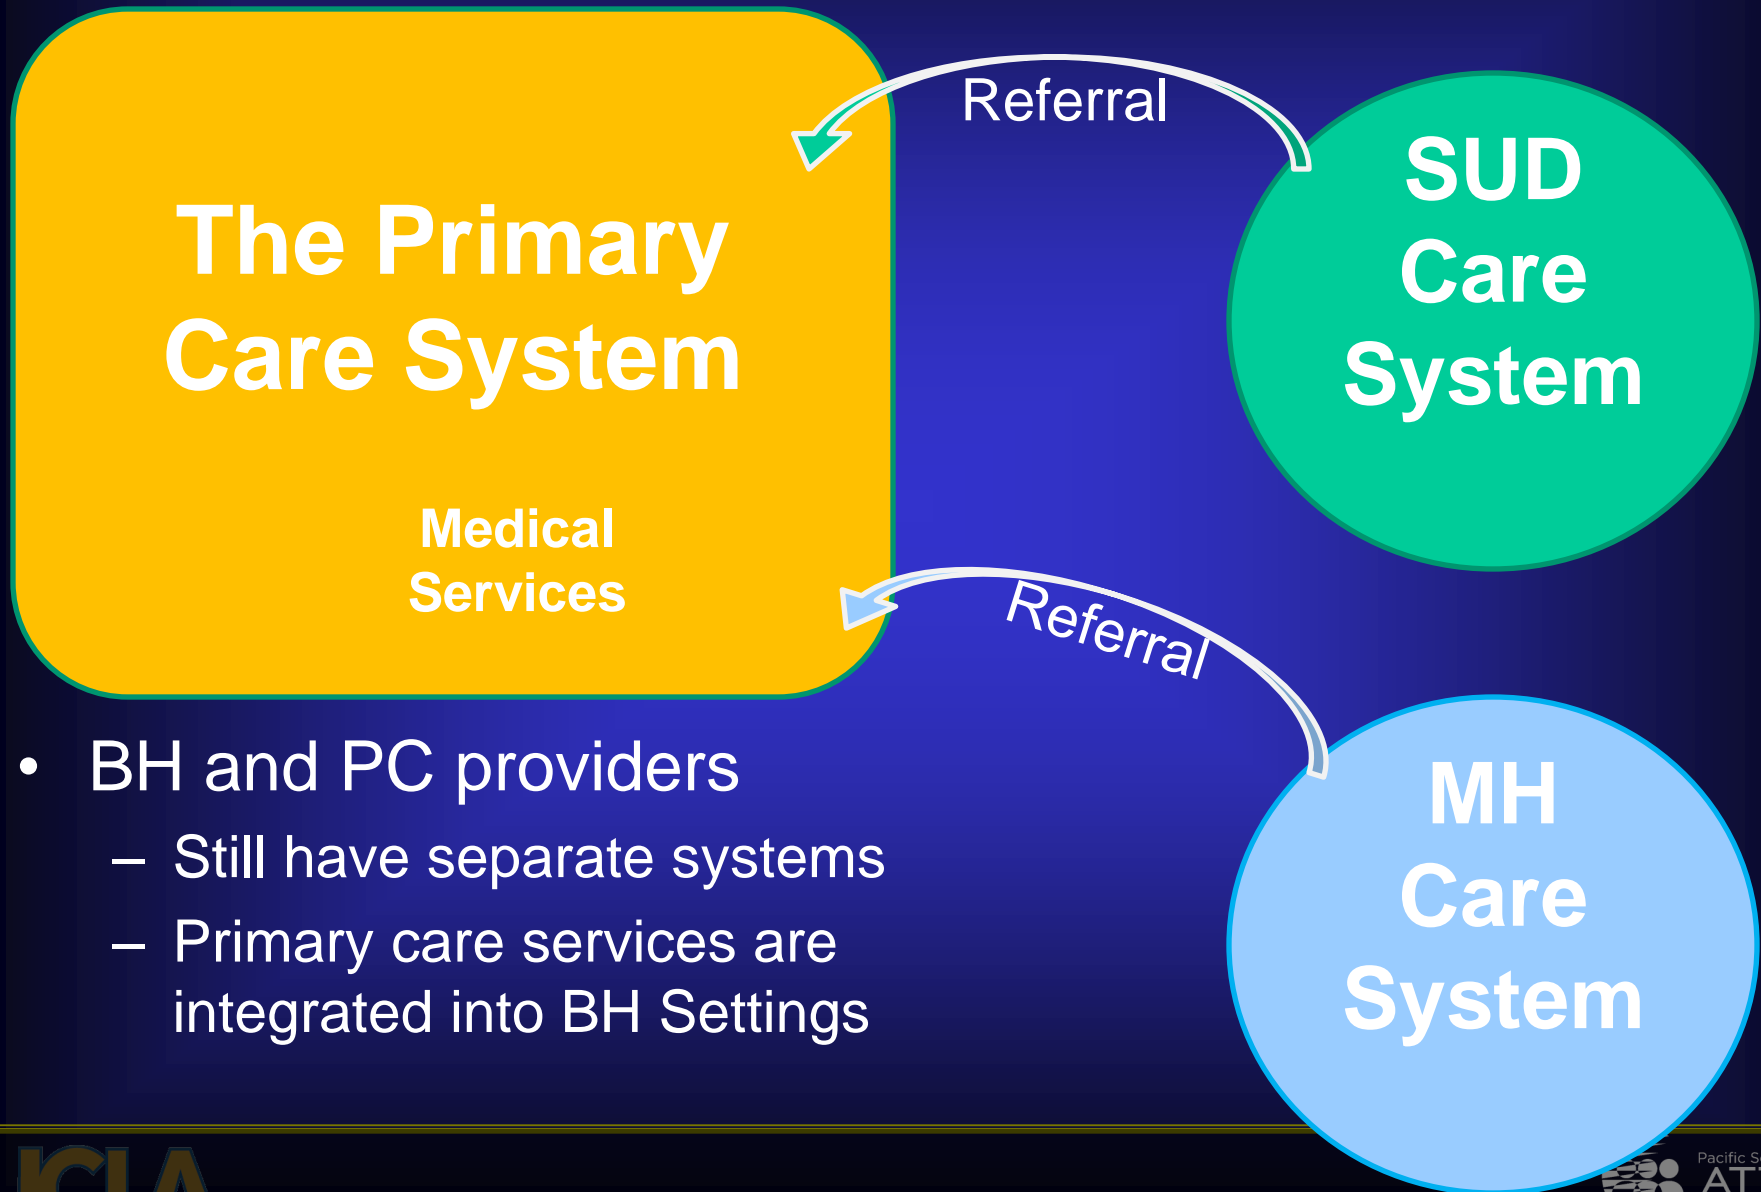 The Primary
Care System
Medical
Services
Referral
SUD
Care
System
Referral
MH
Care
System
• BH and PC providers
– Still have separate systems
– Primary care services are
integrated into BH Settings
Pacific